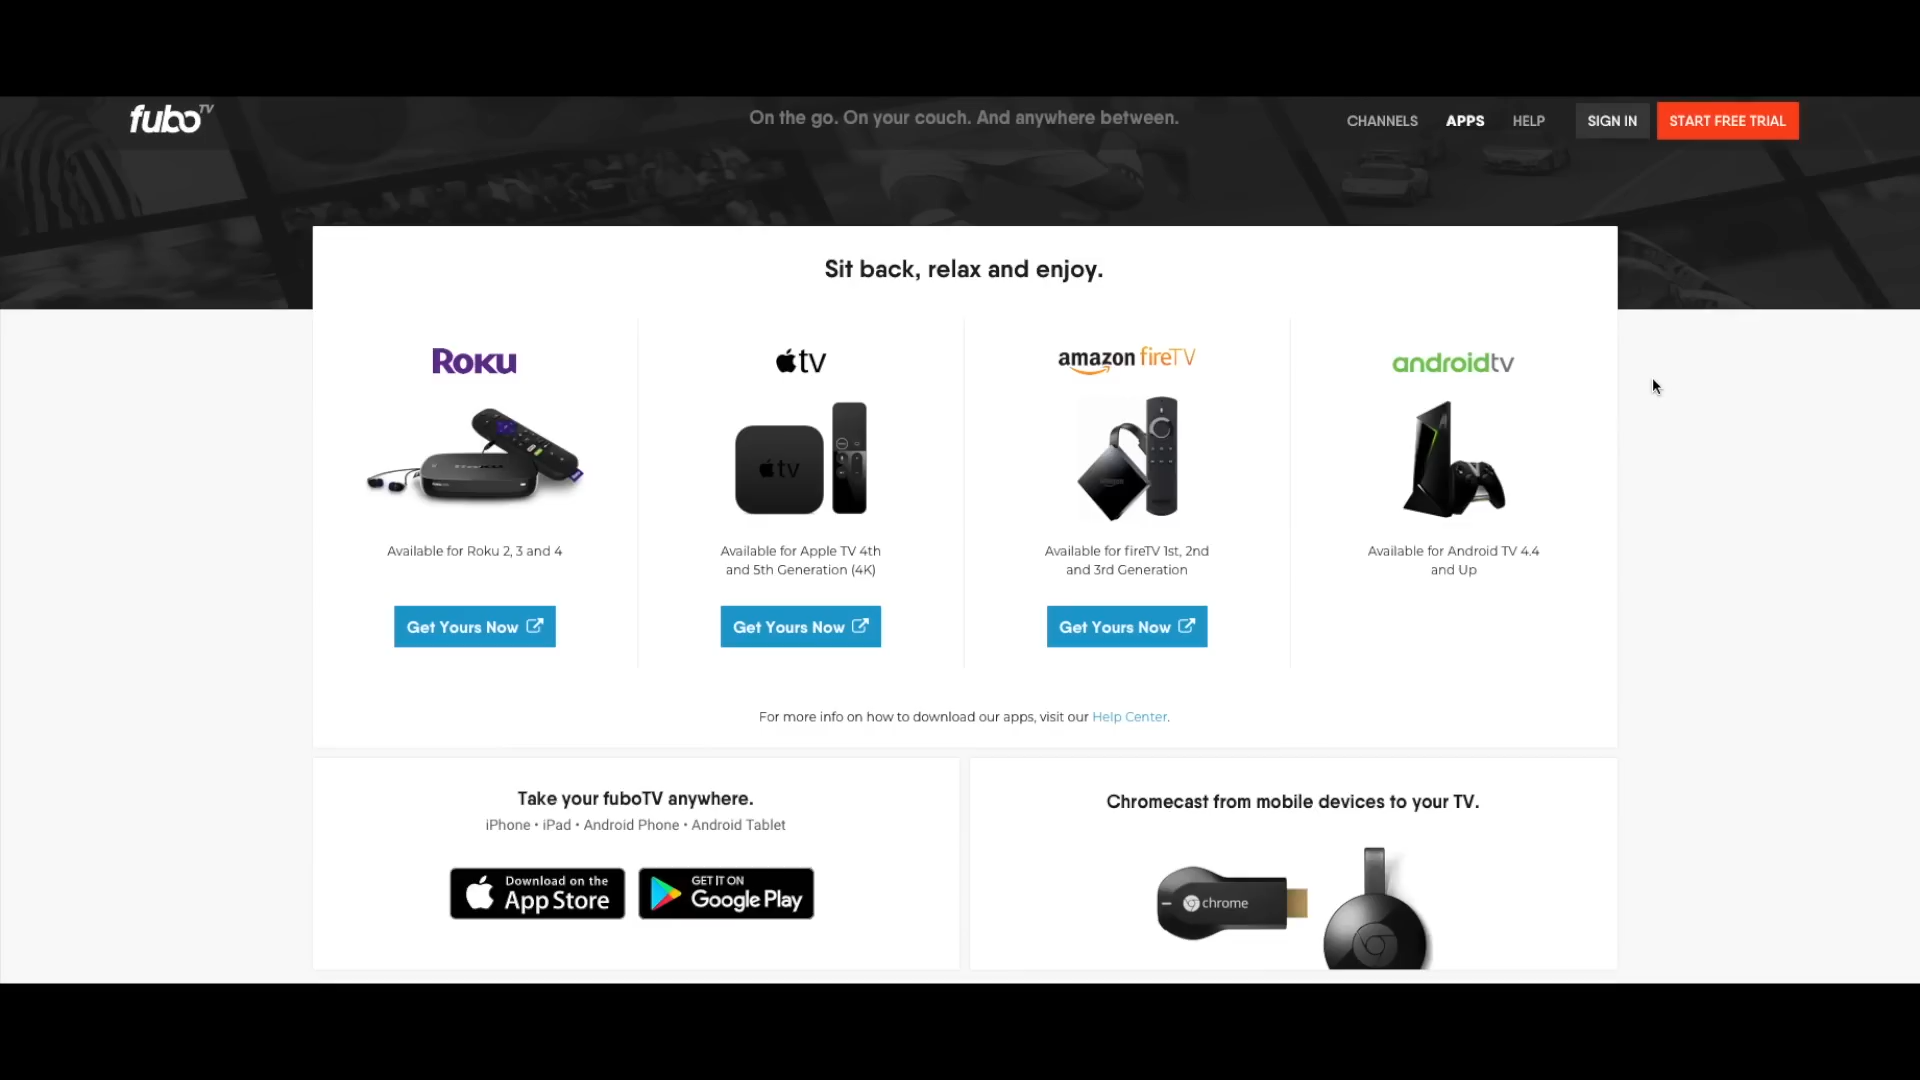 fuboTV
On the go. On your couch. And anywhere between.
CHANNELS
APPS
HELP
SIGN IN
START FREE TRIAL
Sit back, relax and enjoy.
ROKU
tv
amazon fireTV
androidtv
tv
Available for Roku 2, 3 and 4
Available for Apple TV 4th
and 5th Generation (4K)
Available for fireTV 1st, 2nd
and 3rd Generation
Available for Android TV 4.4
and Up
Get Yours Now
Get Yours Now
Get Yours Now
For more info on how to download our apps, visit our Help Center.
Take your fuboTV anywhere.
iPhone • iPad • Android Phone • Android Tablet
Download on the
App Store
GET IT ON
Google Play
Chromecast from mobile devices to your TV.
chrome